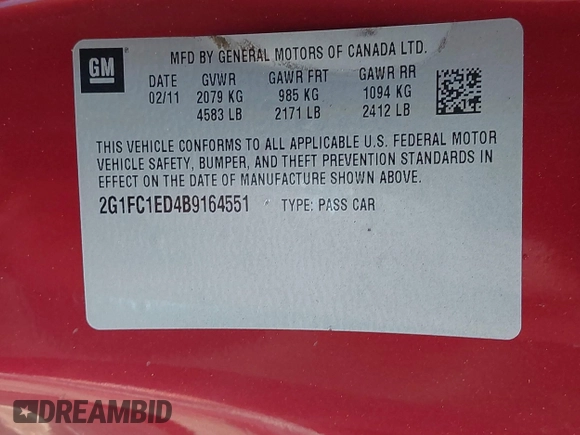 GM
MFD BY GENERAL MOTORS OF CANADA LTD.
DATE GVWR GAWR FRT GAWR RR
02/11 2079 KG 985 KG 1094 KG
4583 LB 2171 LB 2412 LB
THIS VEHICLE CONFORMS TO ALL APPLICABLE U.S. FEDERAL MOTOR
VEHICLE SAFETY, BUMPER, AND THEFT PREVENTION STANDARDS IN
EFFECT ON THE DATE OF MANUFACTURE SHOWN ABOVE.
2G1FC1ED4B9164551 TYPE: PASS CAR
DREAMBID